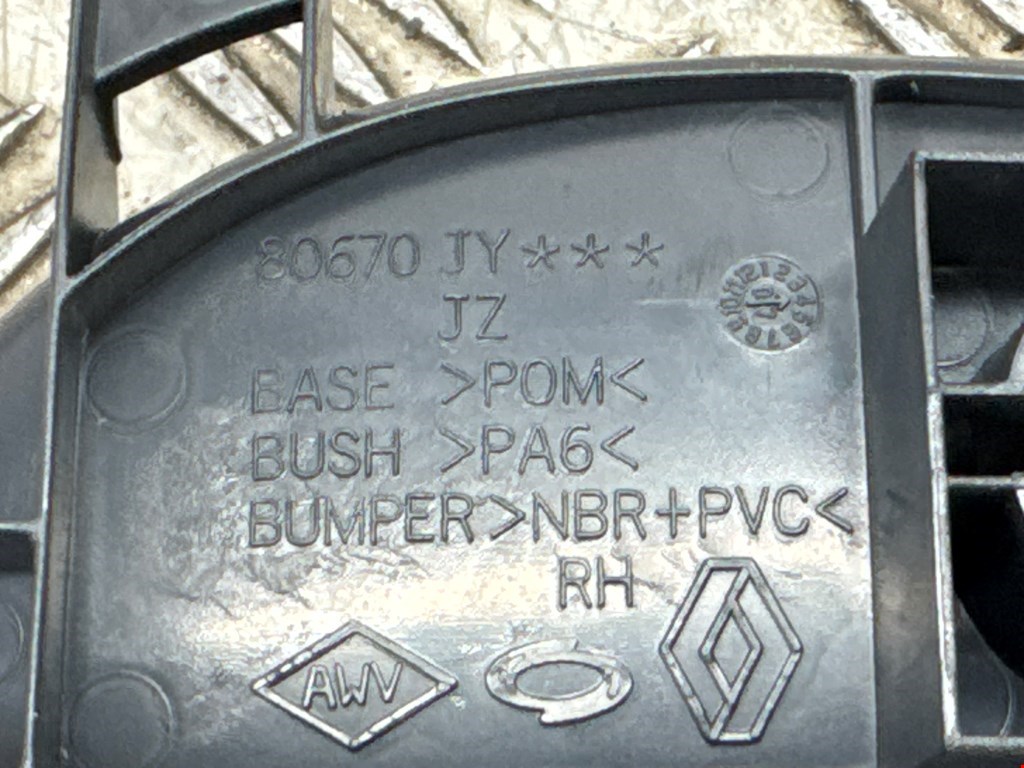 80670 JY***
JZ
BASE >POM<
BUSH >PA6<
BUMPER>NBR+PVC<
RH
AWV